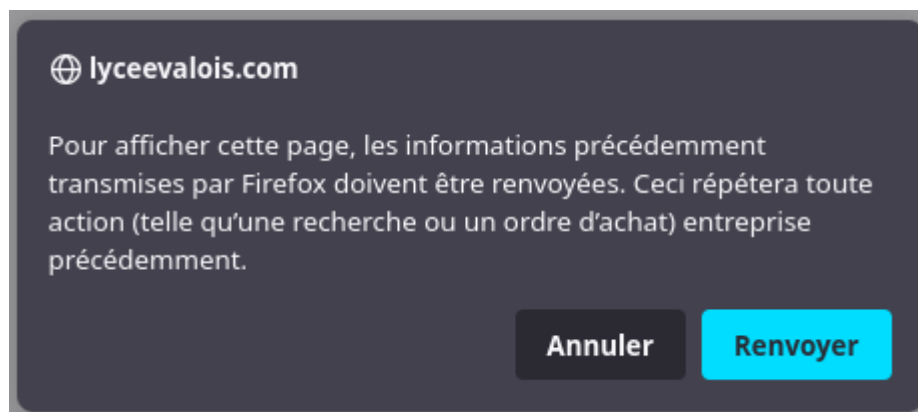 lyceevalois.com
Pour afficher cette page, les informations précédemment
transmises par Firefox doivent être renvoyées. Ceci répétera toute
action (telle qu’une recherche ou un ordre d’achat) entreprise
précédemment.
Annuler Renvoyer